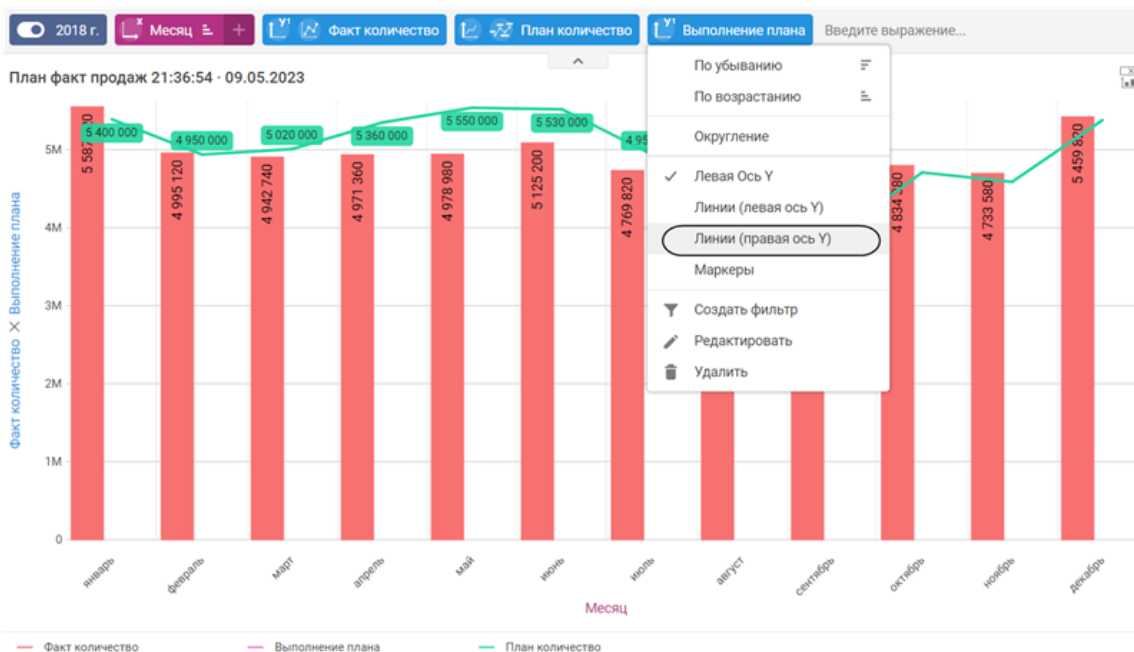 2018 г.
Месяц
Факт количество
План количество
Выполнение плана
Введите выражение...
План факт продаж 21:36:54 · 09.05.2023
По убыванию
По возрастанию
Округление
Левая Ось Y
Линии (левая ось Y)
Линии (правая ось Y)
Маркеры
Создать фильтр
Редактировать
Удалить
5 400 000
4 950 000
5 020 000
5 360 000
5 550 000
5 530 000
4 995 120
4 942 740
4 971 360
4 978 980
5 125 200
4 769 820
4 733 580
5M
4M
3M
2M
1M
0
Факт количество X Выполнение плана
январь
февраль
март
апрель
май
июнь
июль
август
сентябрь
октябрь
ноябрь
декабрь
Месяц
Факт количество
Выполнение плана
План количество